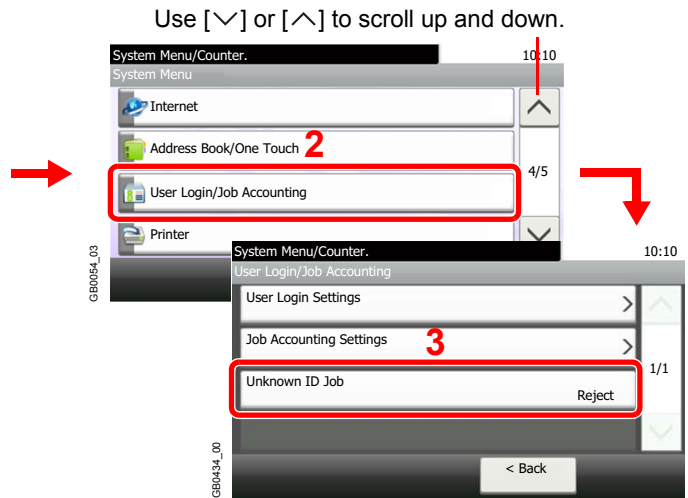 Use [∨] or [∧] to scroll up and down.
System Menu/Counter.
10:10
System Menu
Internet
Address Book/One Touch
2
4/5
User Login/Job Accounting
Printer
GB0054_03
System Menu/Counter.
10:10
User Login/Job Accounting
User Login Settings
Job Accounting Settings
3
1/1
Unknown ID Job
Reject
< Back
GB0434_00